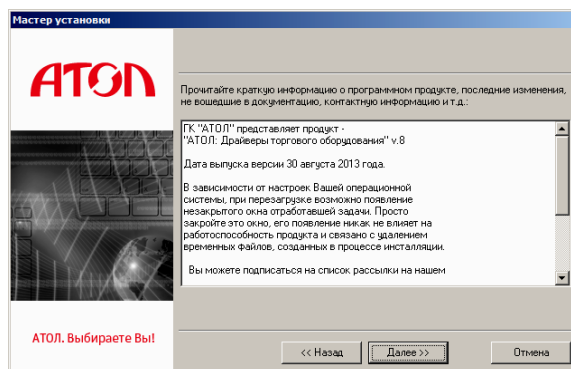 Мастер установки
АТОЛ
Прочитайте краткую информацию о программном продукте, последние изменения,
не вошедшие в документацию, контактную информацию и т.д.:
ГК "АТОЛ" представляет продукт -
"АТОЛ: Драйверы торгового оборудования" v.8
Дата выпуска версии 30 августа 2013 года.
В зависимости от настроек Вашей операционной
системы, при перезагрузке возможно появление
незакрытого окна отработавшей задачи. Просто
закройте это окно, его появление никак не влияет на
работоспособность продукта и связано с удалением
временных файлов, созданных в процессе инсталляции.
Вы можете подписаться на список рассылки на нашем
АТОЛ. Выбираете Вы!
<< Назад
Далее >>
Отмена